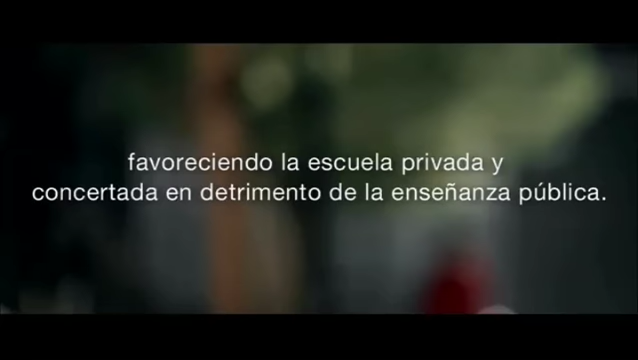 favoreciendo la escuela privada y
concertada en detrimento de la enseñanza pública.